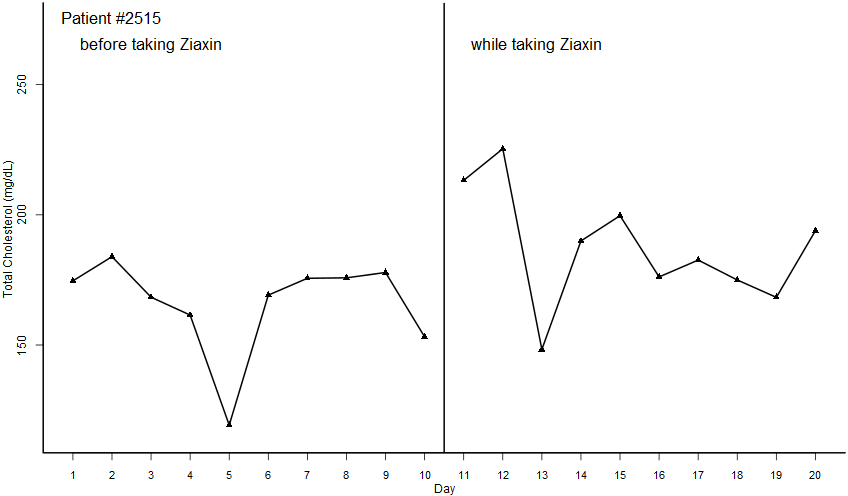 Patient #2515
before taking Ziaxin
while taking Ziaxin
Total Cholesterol (mg/dL)
250
200
150
1 2 3 4 5 6 7 8 9 10 11 12 13 14 15 16 17 18 19 20
Day